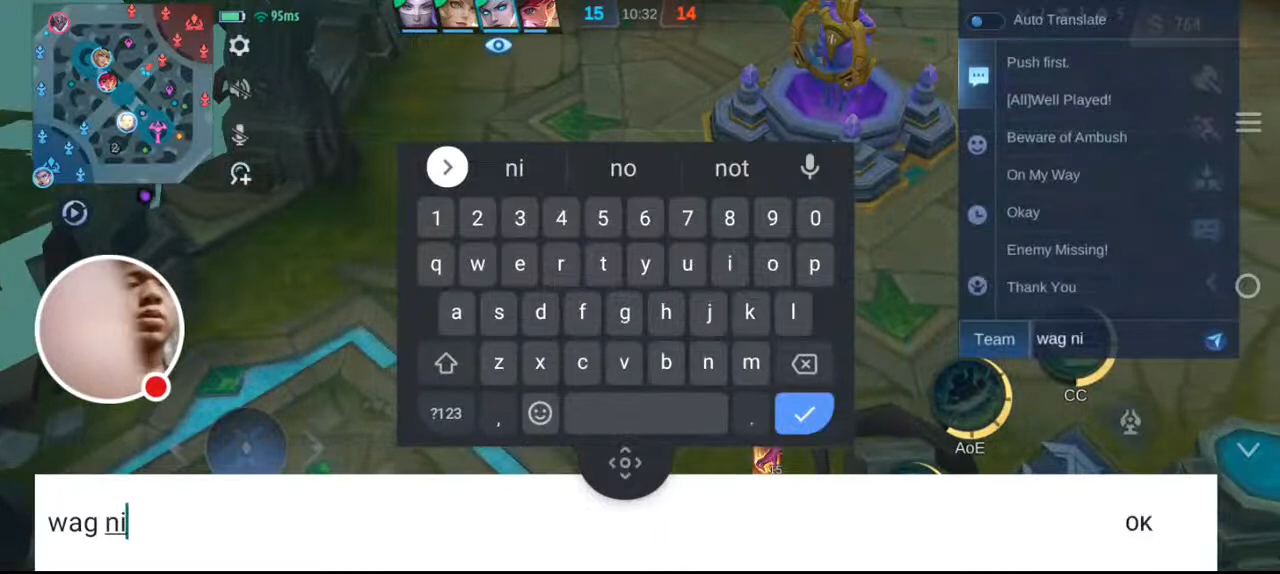 95ms
15 10:32 14
Auto Translate
Push first.
[All]Well Played!
Beware of Ambush
On My Way
Okay
Enemy Missing!
Thank You
Team wag ni
ni no not
1 2 3 4 5 6 7 8 9 0
q w e r t y u i o p
a s d f g h j k l
z x c v b n m
?123 , .
CC
AoE
15
wag ni
OK